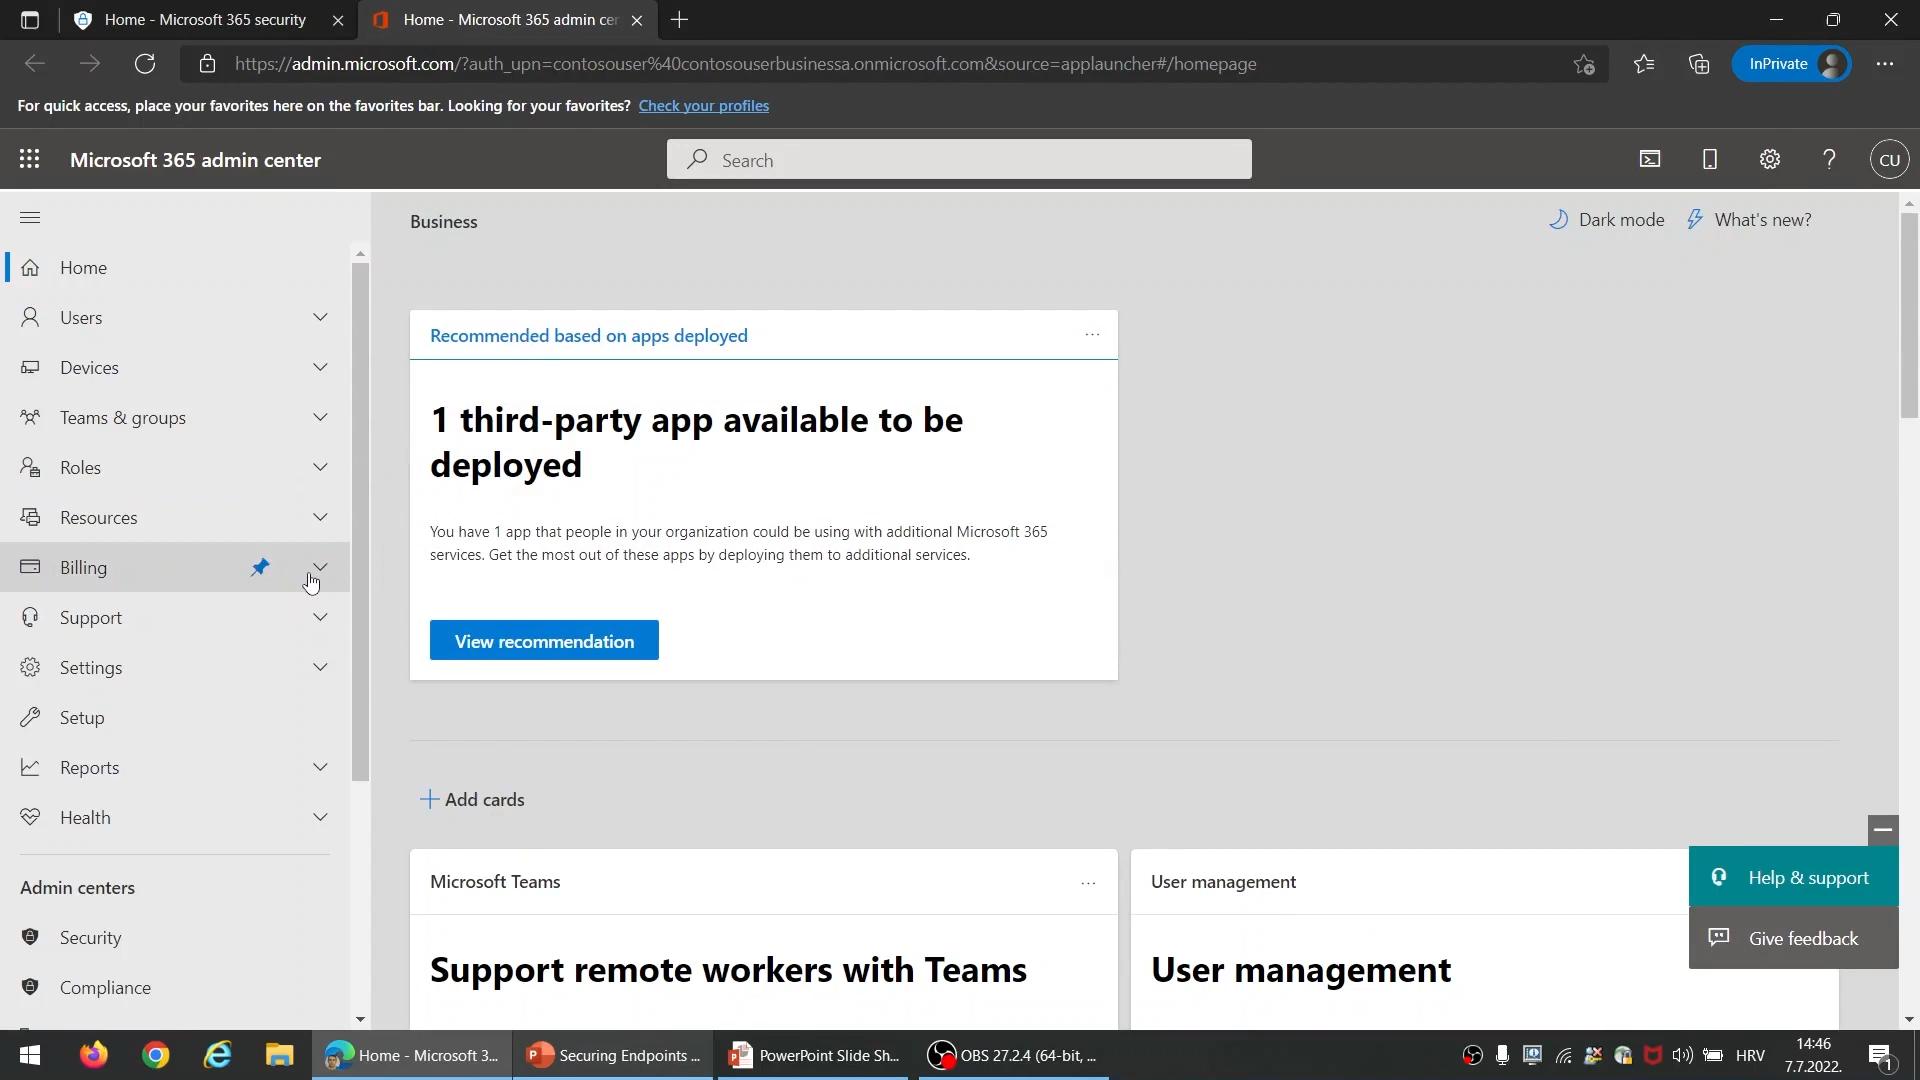 Home - Microsoft 365 security
Home - Microsoft 365 admin cer
https://admin.microsoft.com/?auth_upn=contosouser%40contosouserbusinessa.onmicrosoft.com&source=applauncher#/homepage
InPrivate
For quick access, place your favorites here on the favorites bar. Looking for your favorites? Check your profiles
Microsoft 365 admin center
Search
CU
Business
Dark mode
What's new?
Home
Users
Devices
Teams & groups
Roles
Resources
Billing
Support
Settings
Setup
Reports
Health
Admin centers
Security
Compliance
Recommended based on apps deployed
1 third-party app available to be
deployed
You have 1 app that people in your organization could be using with additional Microsoft 365
services. Get the most out of these apps by deploying them to additional services.
View recommendation
Add cards
Microsoft Teams
Support remote workers with Teams
User management
User management
Help & support
Give feedback
Home - Microsoft 3...
Securing Endpoints ...
PowerPoint Slide Sh...
OBS 27.2.4 (64-bit, ...
HRV
14:46
7.7.2022.
1